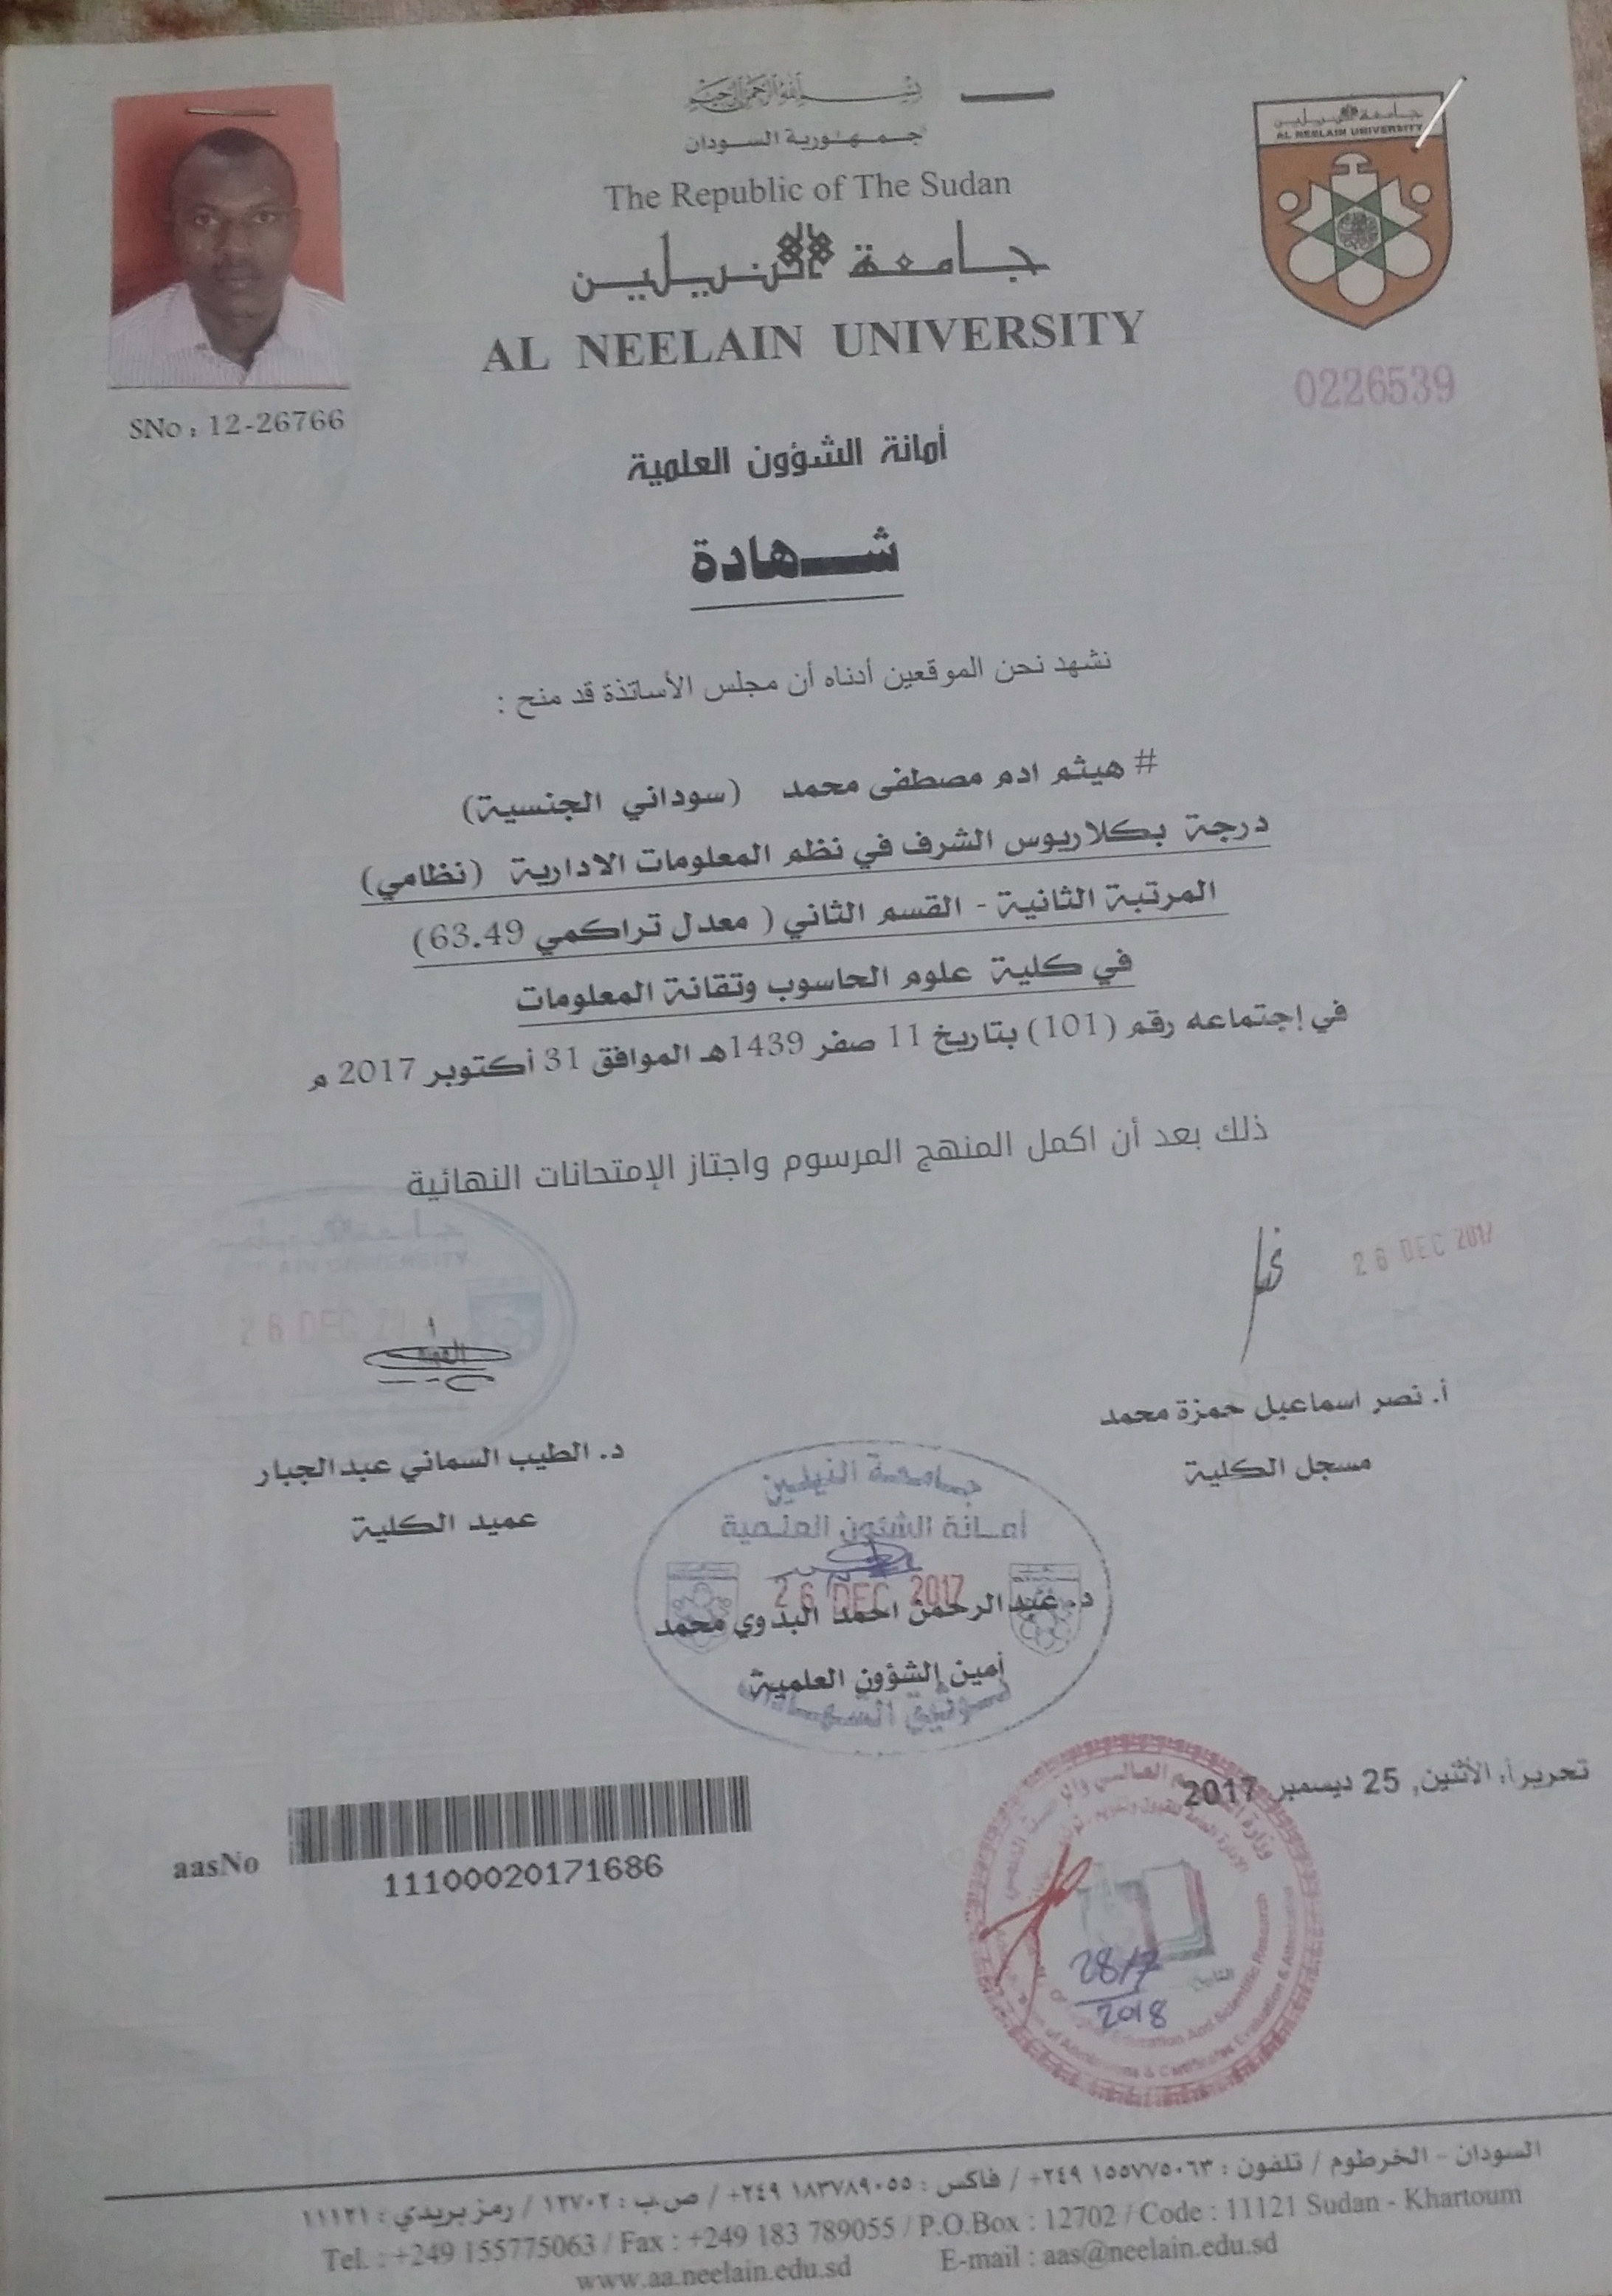 بسم الله الرحمن الرحيم
جمهورية السودان
The Republic of The Sudan
جامعة النيلين
AL NEELAIN UNIVERSITY
جامعة النيلين
AL NEELAIN UNIVERSITY
0226539
SNo : 12-26766
أمانة الشؤون العلمية
شهادة
نشهد نحن الموقعين أدناه أن مجلس الأساتذة قد منح :
# هيثم ادم مصطفى محمد (سوداني الجنسية)
درجة بكلاريوس الشرف في نظم المعلومات الادارية (نظامي)
المرتبة الثانية - القسم الثاني ( معدل تراكمي 63.49)
في كلية علوم الحاسوب وتقانة المعلومات
في إجتماعه رقم (101) بتاريخ 11 صفر 1439هـ الموافق 31 أكتوبر 2017 م
ذلك بعد أن اكمل المنهج المرسوم واجتاز الإمتحانات النهائية
26 DEC 2017
26 DEC
أ. نصر اسماعيل حمزة محمد
مسجل الكلية
د. الطيب السماني عبدالجبار
عميد الكلية
جامعة النيلين
أمانة الشئون العلمية
26 DEC 2017
د. عبد الرحمن احمد البدوي محمد
أمين الشؤون العلمية
توثيق الشهادات
تحريراً، الأثنين, 25 ديسمبر 2017
aasNo
11100020171686
التاريخ
28/7
2018
السودان - الخرطوم / تلفون : ١٥٥٧٧٥٠٦٣ ٢٤٩+ / فاكس : ١٨٣٧٨٩٠٥٥ ٢٤٩+ / ص.ب : ١٢٧٠٢ / رمز بريدي : ١١١٢١
Tel. : +249 155775063 / Fax : +249 183 789055 / P.O.Box : 12702 / Code : 11121 Sudan - Khartoum
www.aa.neelain.edu.sd E-mail : aas@neelain.edu.sd